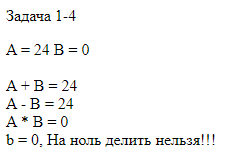 Задача 1-4
A = 24 B = 0
A + B = 24
A - B = 24
A * B = 0
b = 0, На ноль делить нельзя!!!